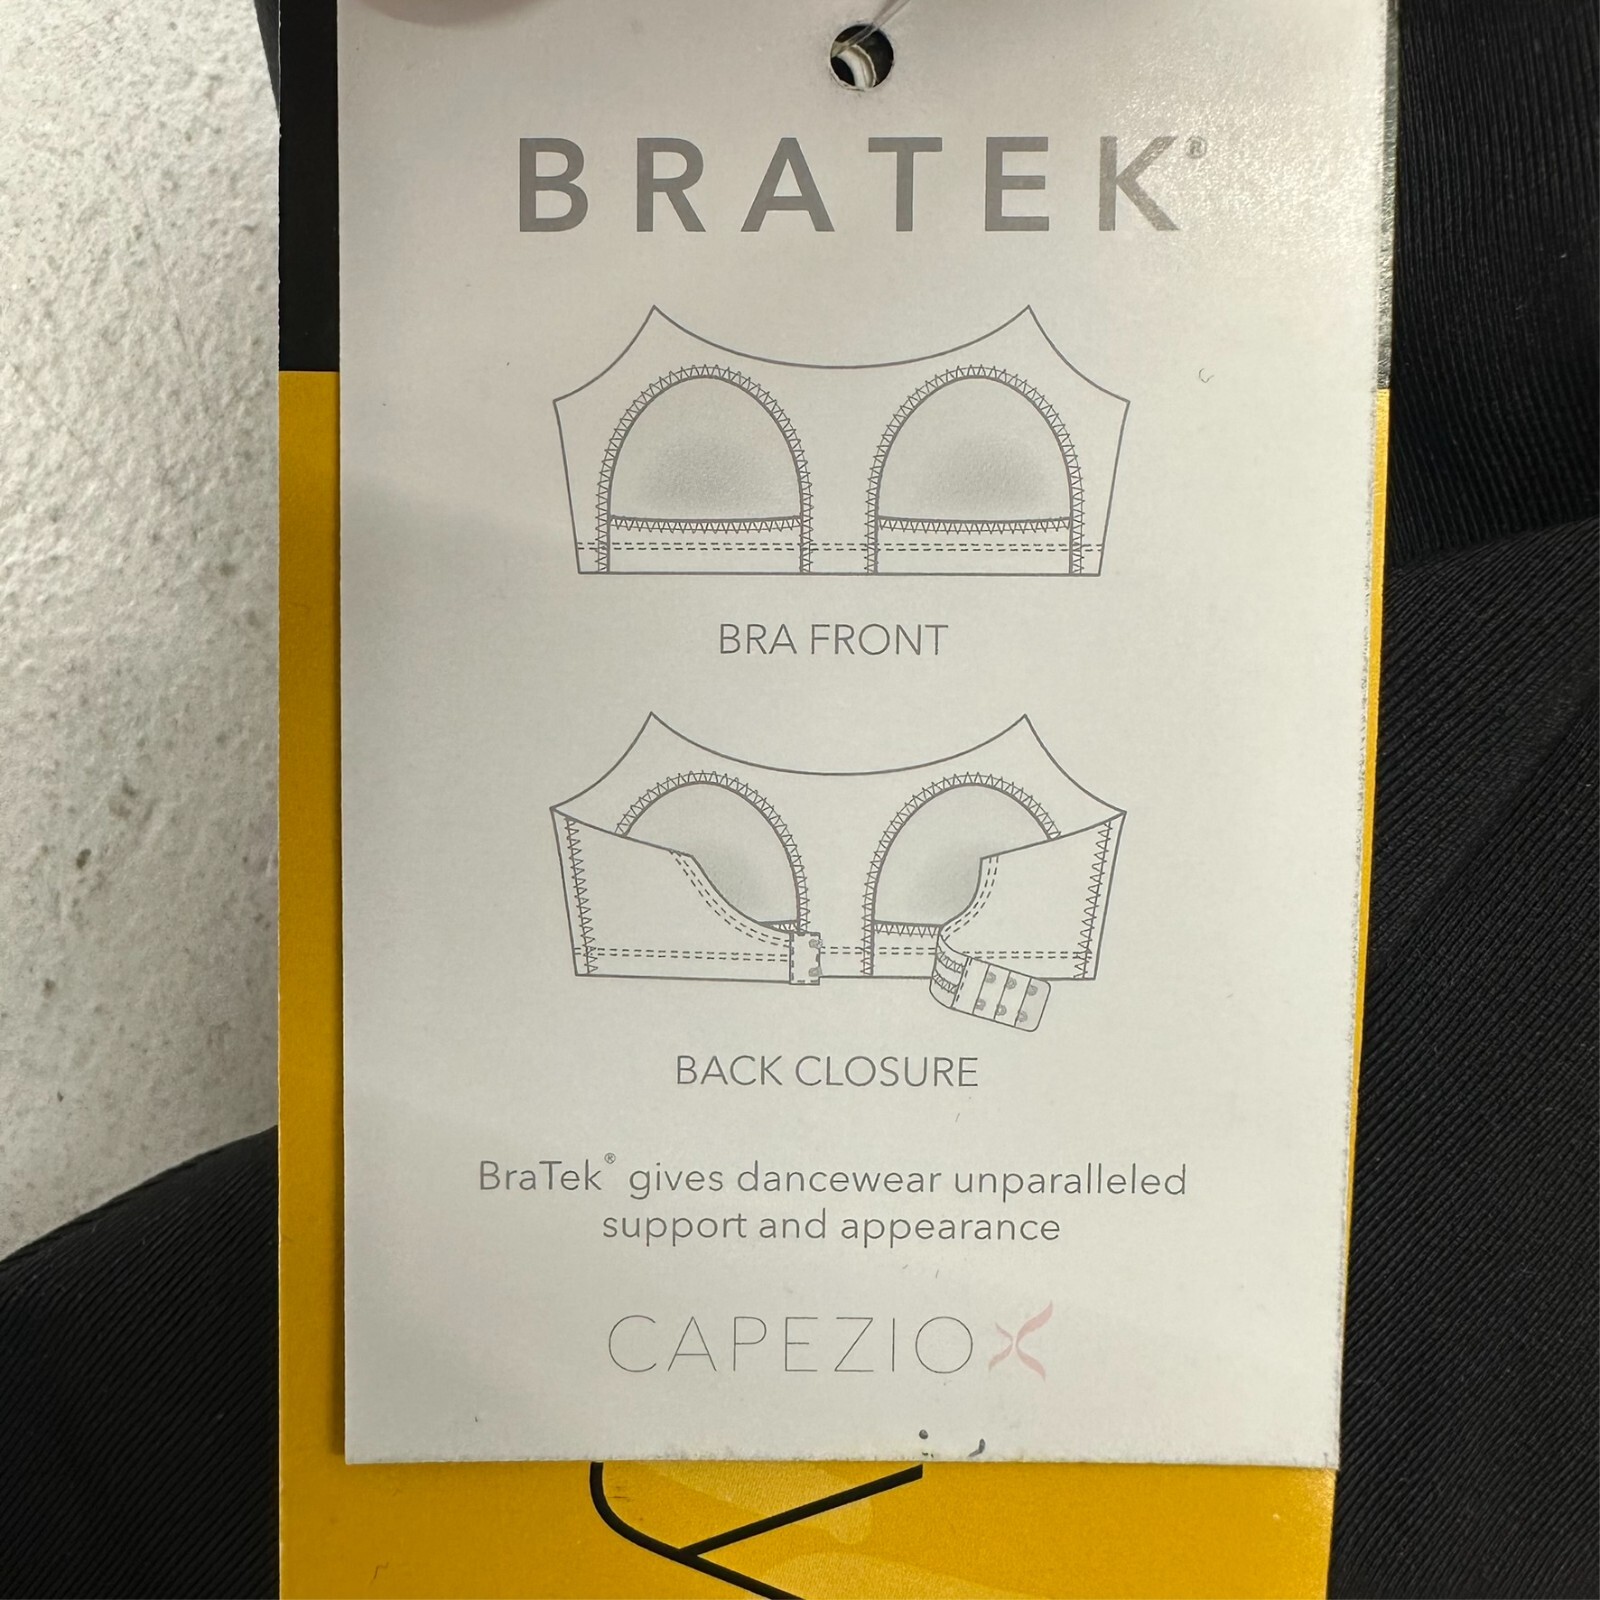 BRATEK®
BRA FRONT
BACK CLOSURE
BraTek® gives dancewear unparalleled
support and appearance
CAPEZIO